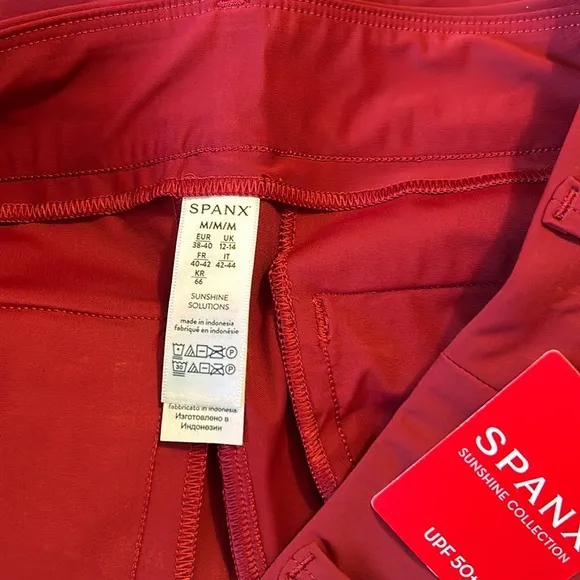 SPANX
M/M/M
EUR UK
38-40 12-14
FR IT
40-42 42-44
KR
66
SUNSHINE
SOLUTIONS
made in indonesia
fabriqué en indonésie
30
fabbricato in indonesia
Изготовлено в
Индонезии
SPANX
SUNSHINE COLLECTION
UPF 50+